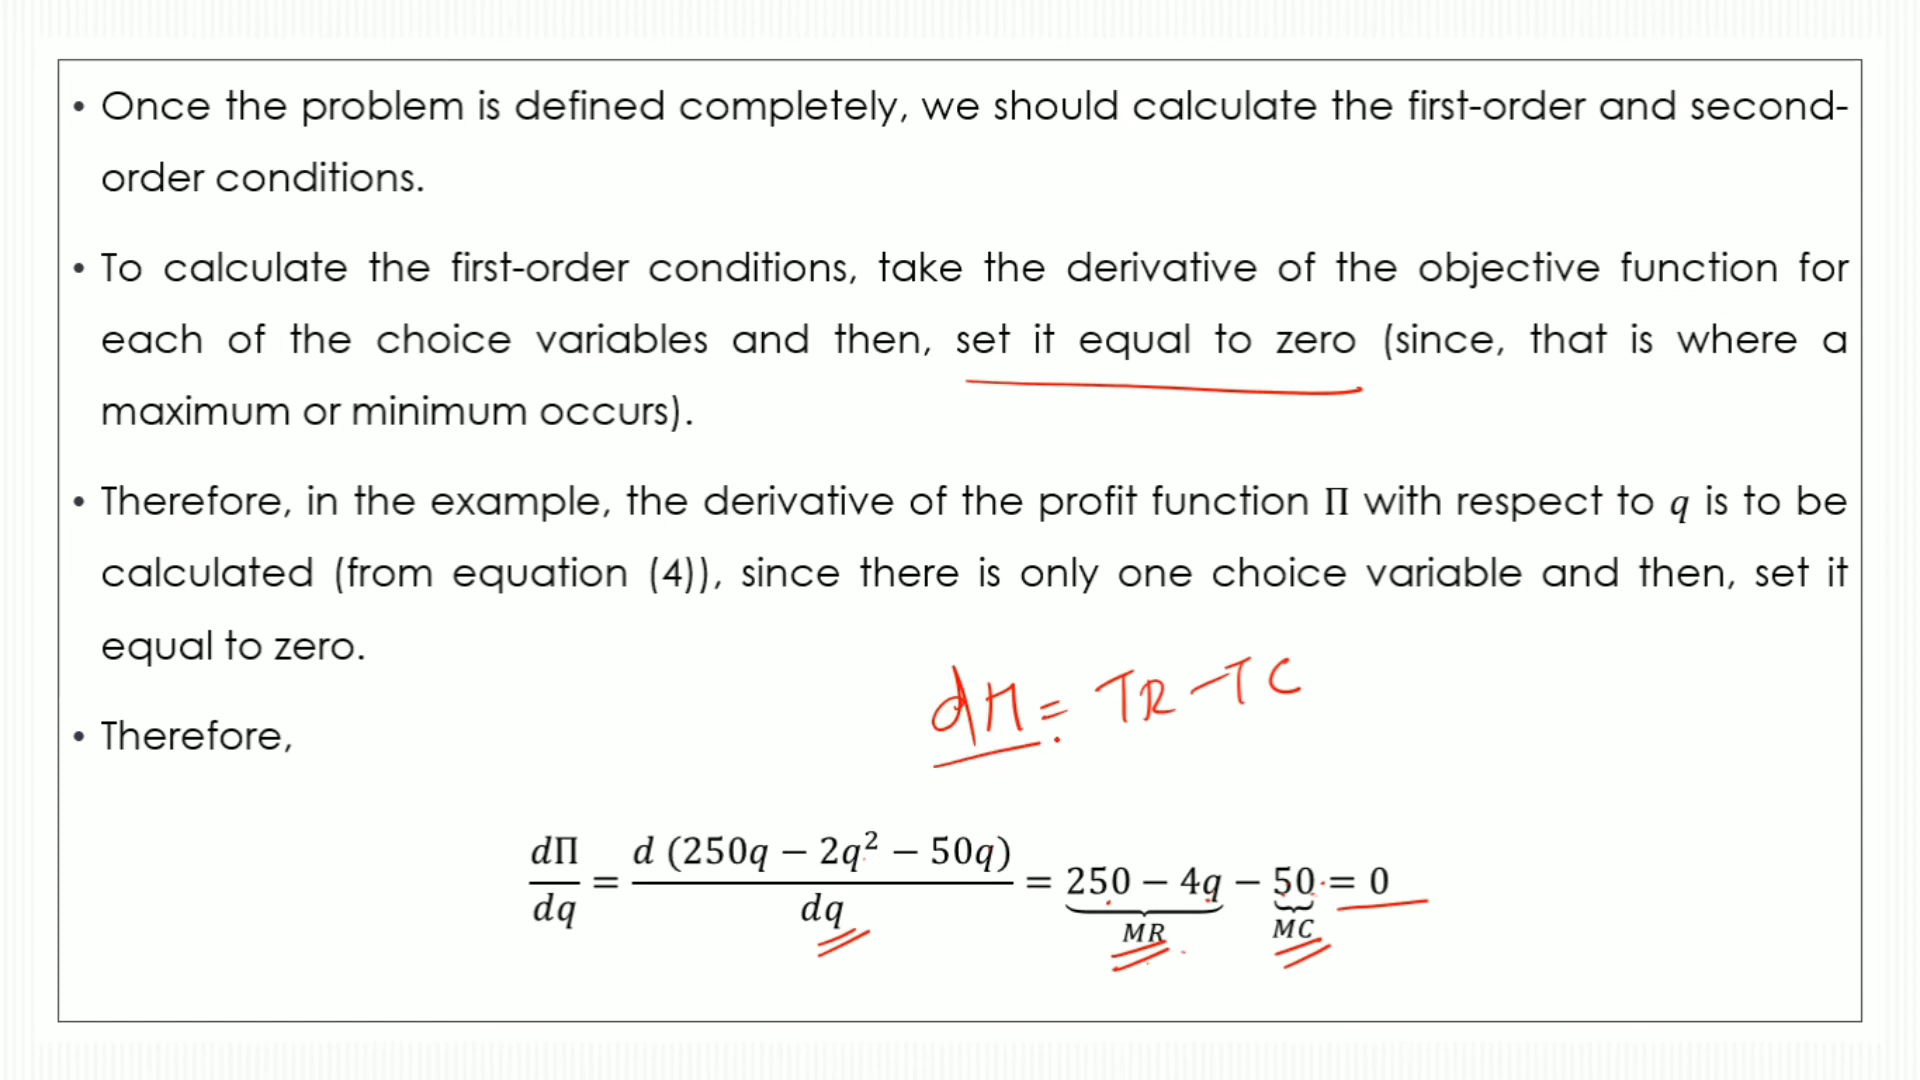 • Once the problem is defined completely, we should calculate the first-order and second-
order conditions.
• To calculate the first-order conditions, take the derivative of the objective function for
each of the choice variables and then, set it equal to zero (since, that is where a
maximum or minimum occurs).
• Therefore, in the example, the derivative of the profit function Π with respect to q is to be
calculated (from equation (4)), since there is only one choice variable and then, set it
equal to zero.
dΠ = TR - TC
• Therefore,
dΠ/dq = d (250q − 2q² − 50q)/dq = 250 − 4q − 50 = 0
MR MC